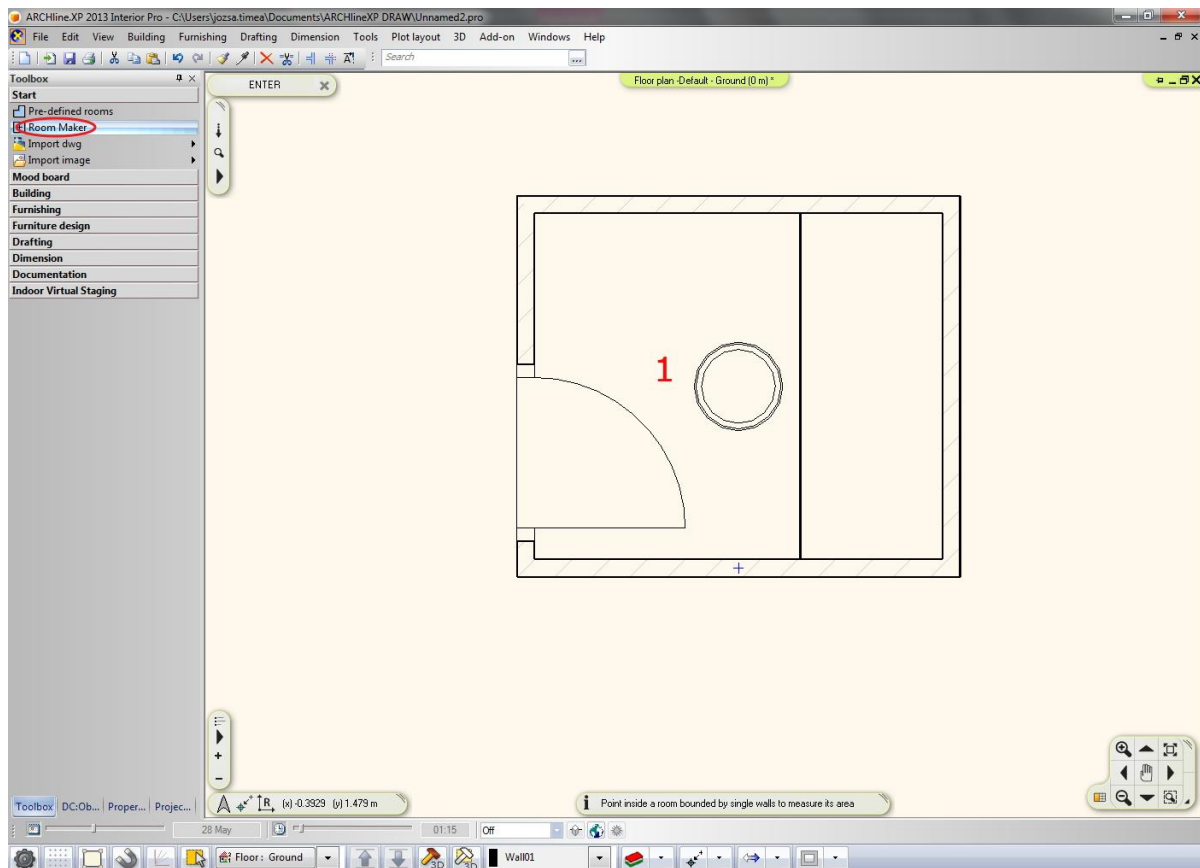 ARCHline.XP 2013 Interior Pro - C:\Users\jozsa.timea\Documents\ARCHlineXP DRAW\Unnamed2.pro
File Edit View Building Furnishing Drafting Dimension Tools Plot layout 3D Add-on Windows Help
Search ...
Toolbox
Start
Pre-defined rooms
Room Maker
Import dwg
Import image
Mood board
Building
Furnishing
Furniture design
Drafting
Dimension
Documentation
Indoor Virtual Staging
ENTER
Floor plan -Default - Ground (0 m) *
1
Toolbox DC:Ob... Proper... Projec...
(x) -0.3929 (y) 1.479 m
Point inside a room bounded by single walls to measure its area
28 May 01:15 Off
Floor: Ground 3D 3D Wall01